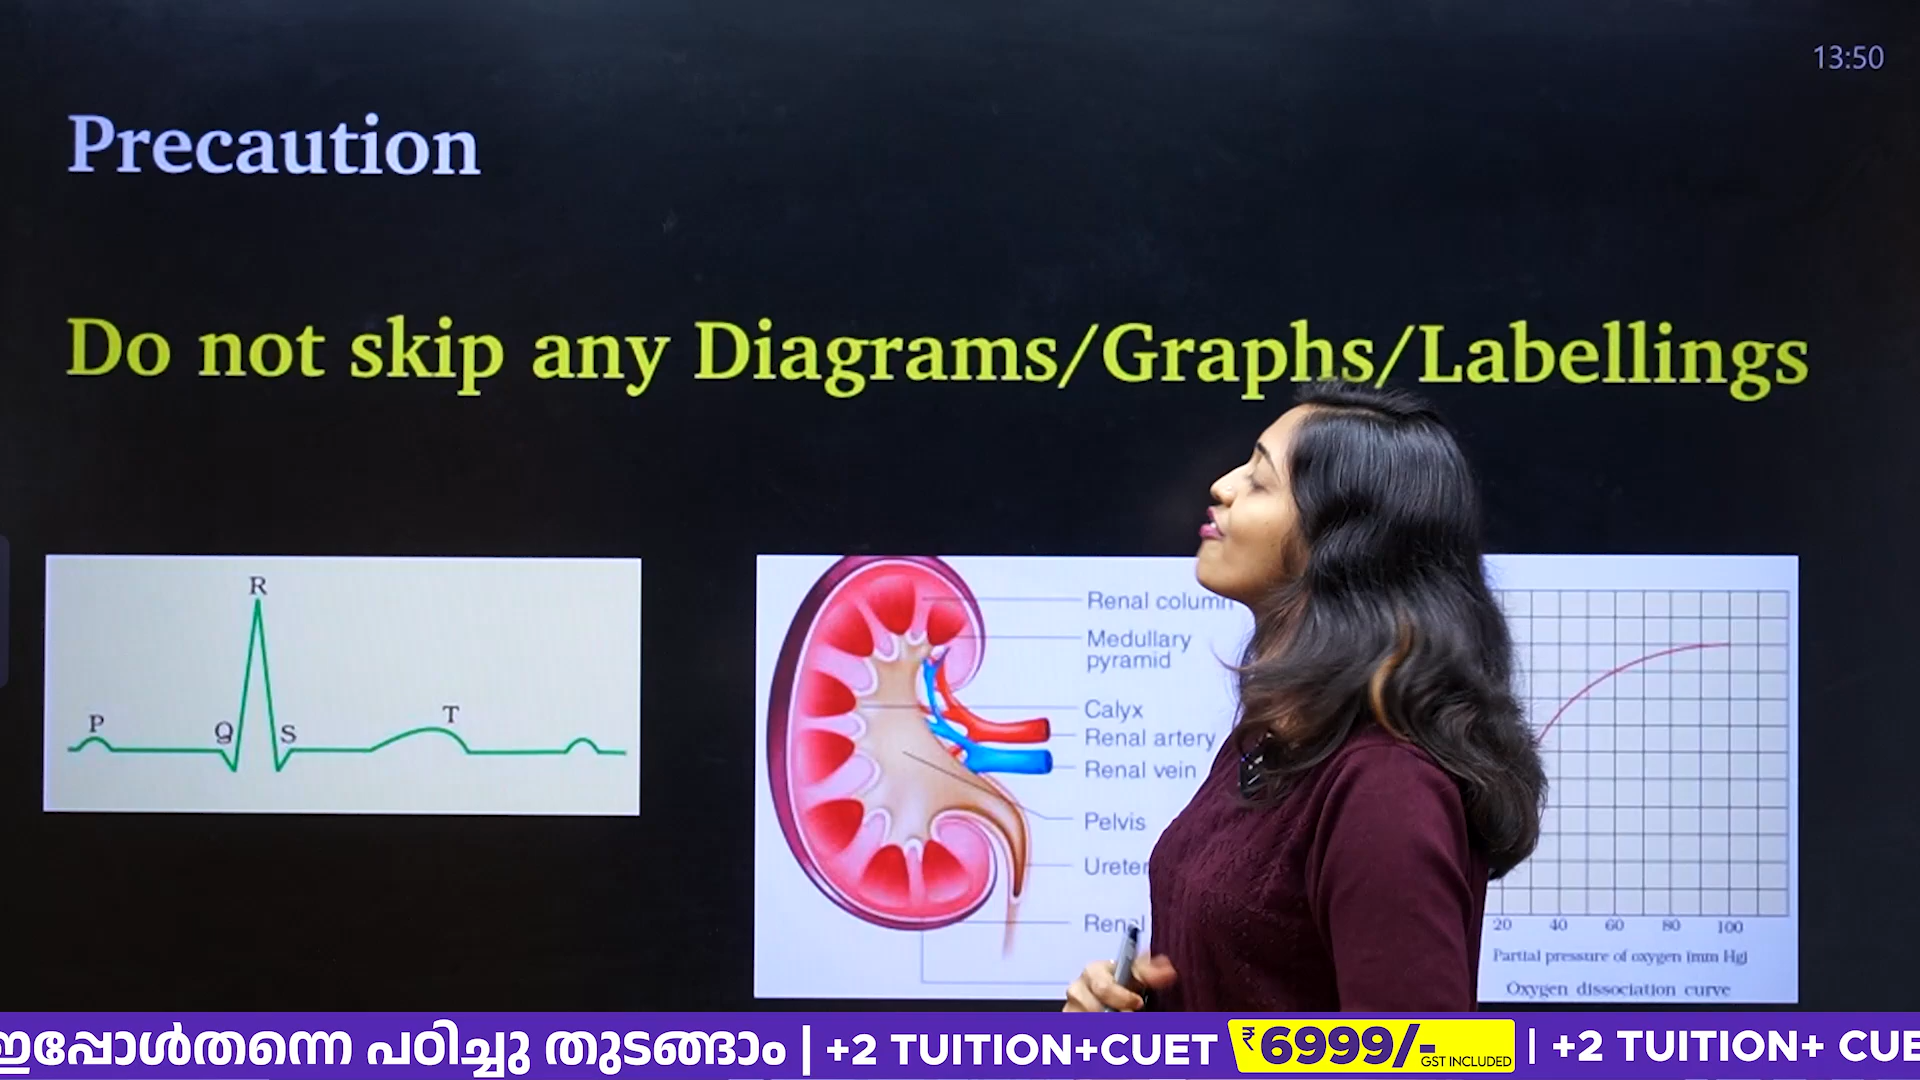 13:50
Precaution
Do not skip any Diagrams/Graphs/Labellings
R
P
Q
S
T
Renal column
Medullary
pyramid
Calyx
Renal artery
Renal vein
Pelvis
Ureter
Renal
20 40 60 80 100
Partial pressure of oxygen (mm Hg)
Oxygen dissociation curve
ഇപ്പോൾതന്നെ പഠിച്ചു തുടങ്ങാം | +2 TUITION+CUET ₹6999/- GST INCLUDED | +2 TUITION+ CUE